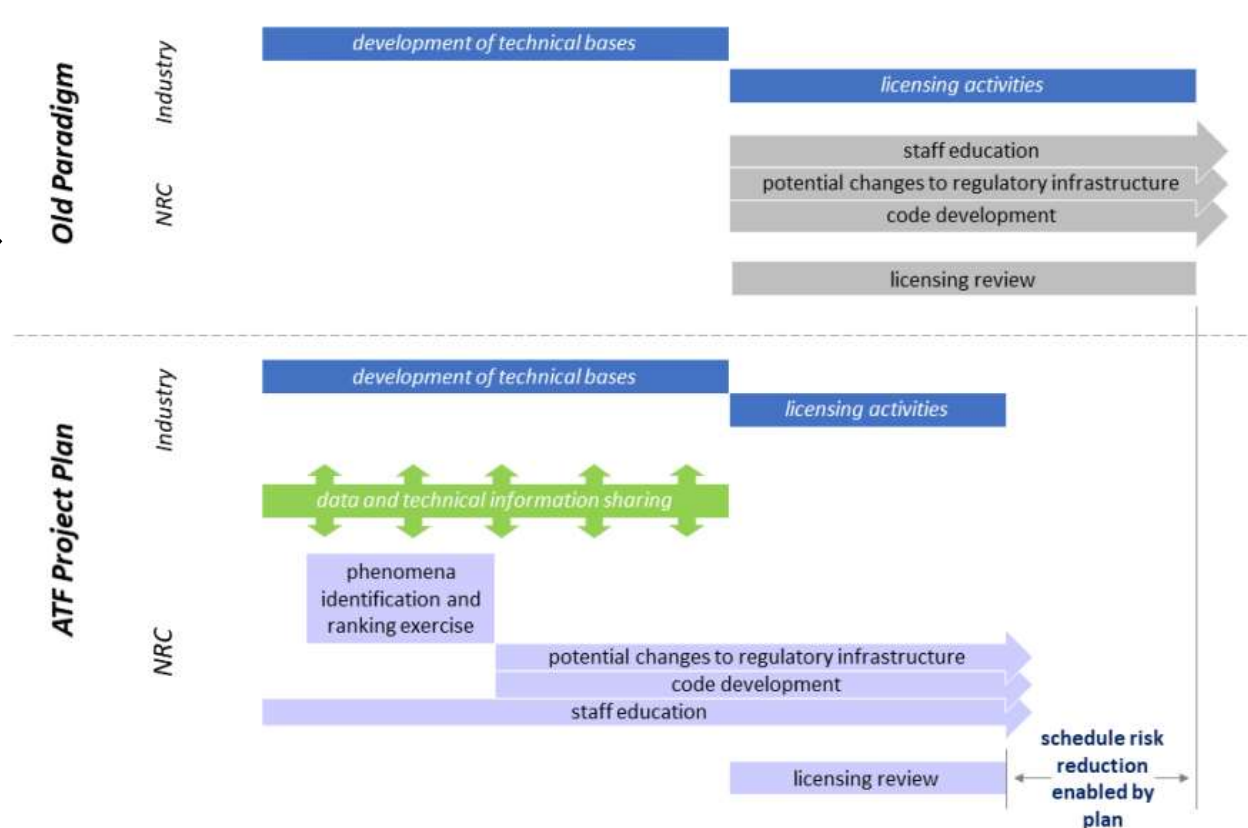 Old Paradigm
Industry
development of technical bases
licensing activities
NRC
staff education
potential changes to regulatory infrastructure
code development
licensing review
ATF Project Plan
Industry
development of technical bases
licensing activities
data and technical information sharing
NRC
phenomena
identification and
ranking exercise
potential changes to regulatory infrastructure
code development
staff education
licensing review
schedule risk
reduction
enabled by
plan